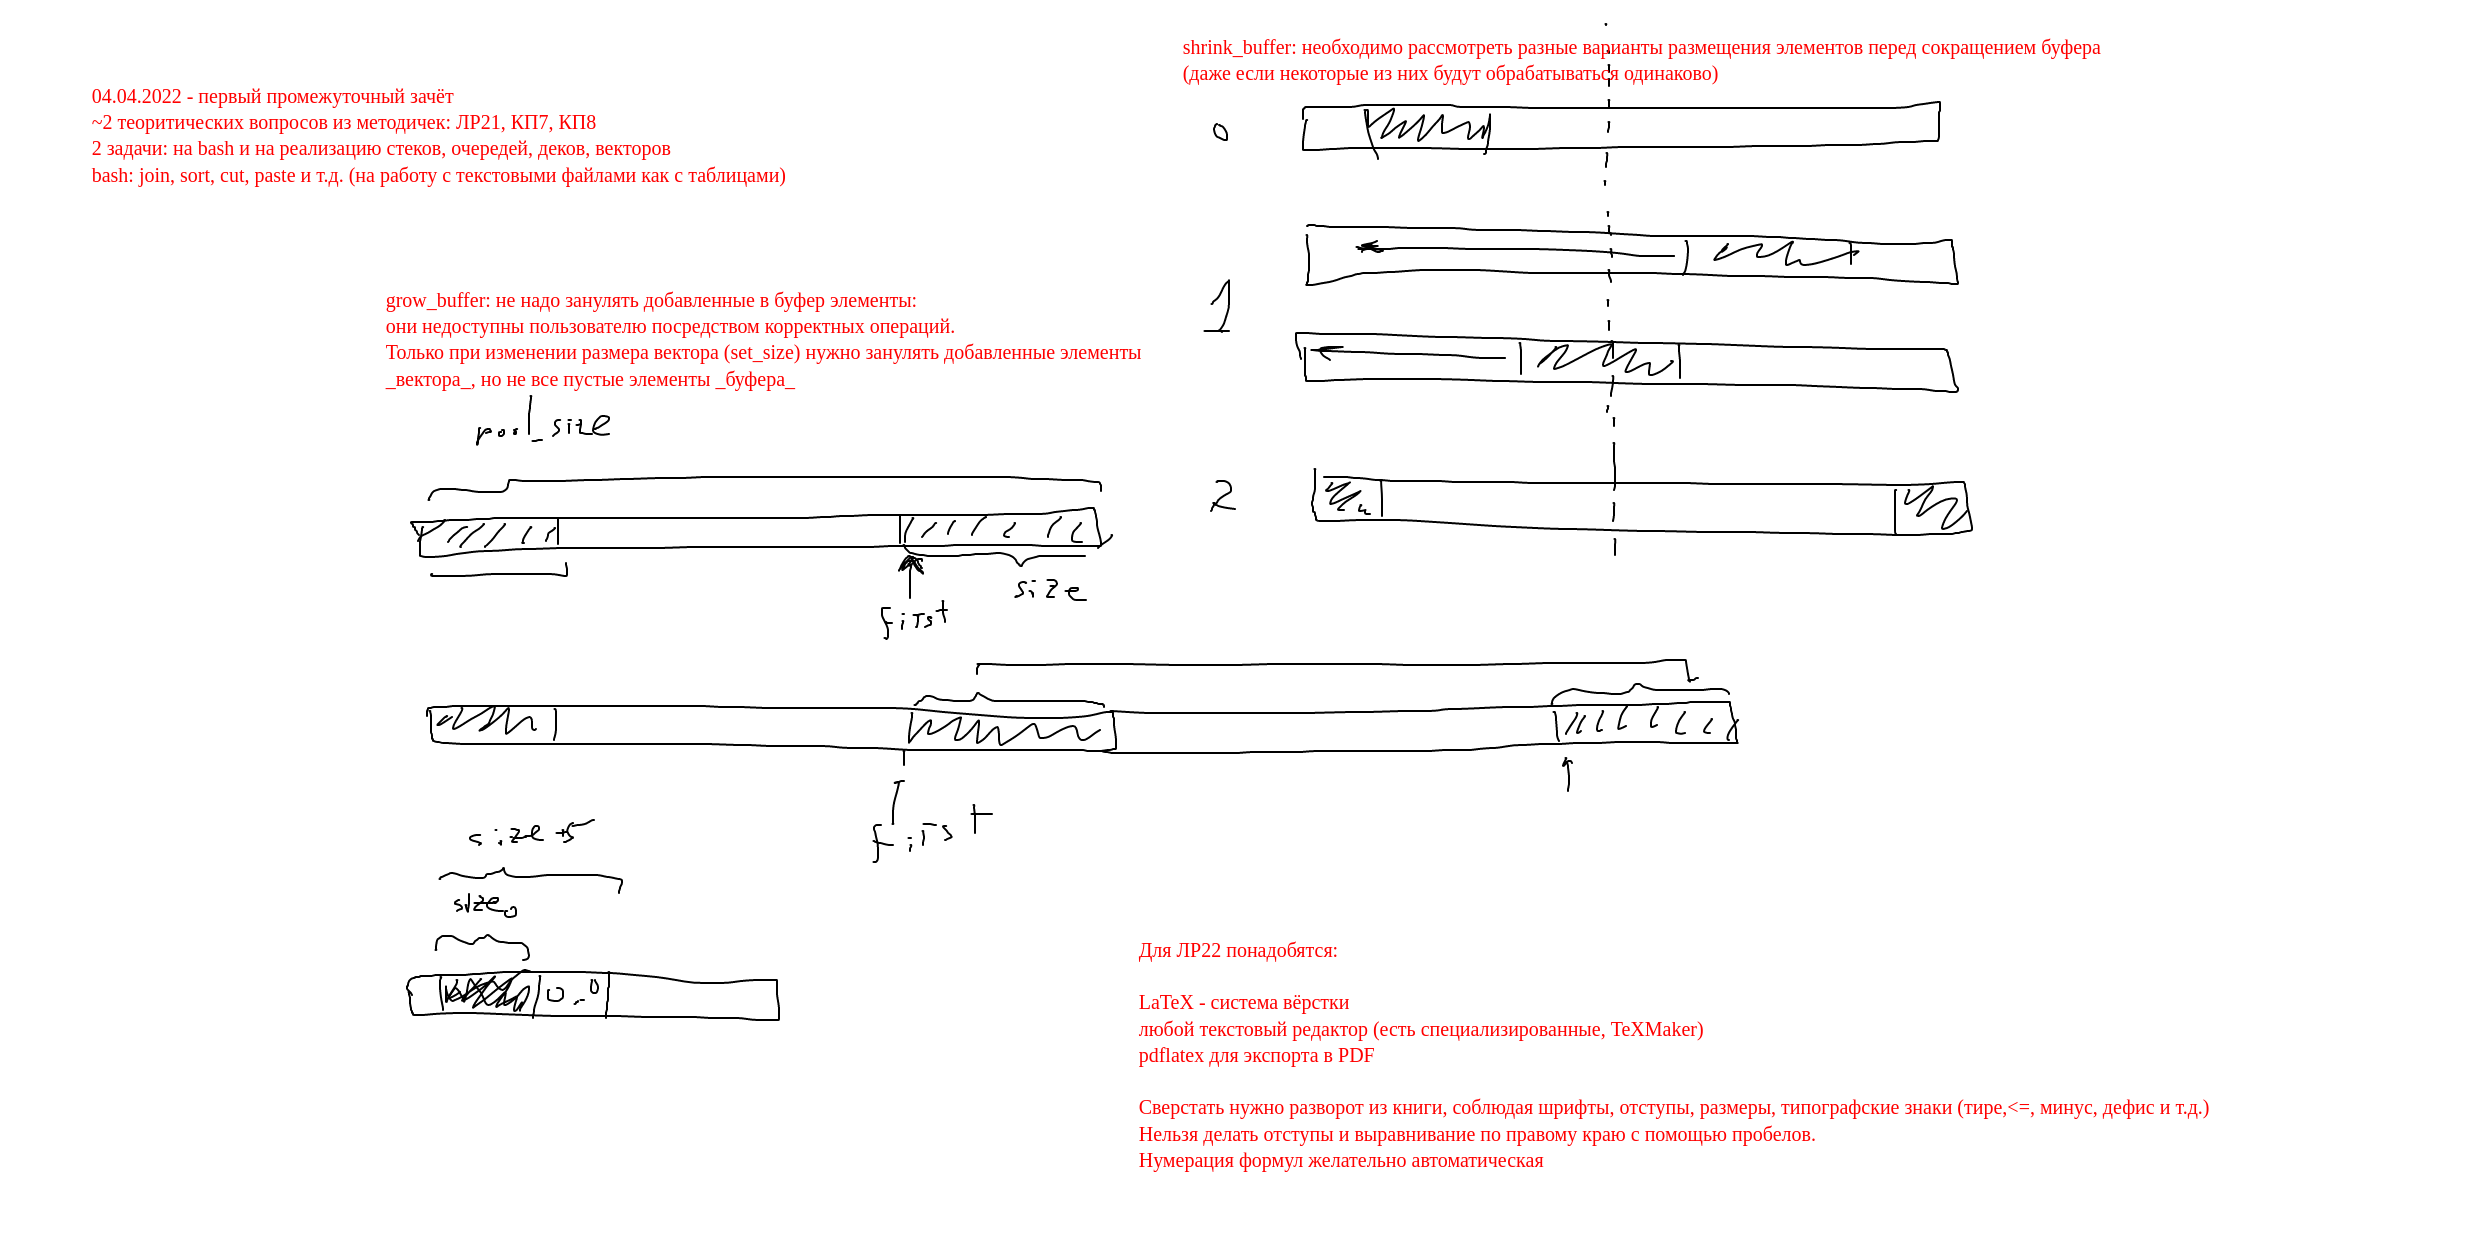 04.04.2022 - первый промежуточный зачёт
~2 теоритических вопросов из методичек: ЛР21, КП7, КП8
2 задачи: на bash и на реализацию стеков, очередей, деков, векторов
bash: join, sort, cut, paste и т.д. (на работу с текстовыми файлами как с таблицами)
shrink_buffer: необходимо рассмотреть разные варианты размещения элементов перед сокращением буфера
(даже если некоторые из них будут обрабатываться одинаково)
0
1
2
grow_buffer: не надо занулять добавленные в буфер элементы:
они недоступны пользователю посредством корректных операций.
Только при изменении размера вектора (set_size) нужно занулять добавленные элементы
_вектора_, но не все пустые элементы _буфера_
pool_size
size
first
first
size+5
size0
0..0
Для ЛР22 понадобятся:
LaTeX - система вёрстки
любой текстовый редактор (есть специализированные, TeXMaker)
pdflatex для экспорта в PDF
Сверстать нужно разворот из книги, соблюдая шрифты, отступы, размеры, типографские знаки (тире,<=, минус, дефис и т.д.)
Нельзя делать отступы и выравнивание по правому краю с помощью пробелов.
Нумерация формул желательно автоматическая